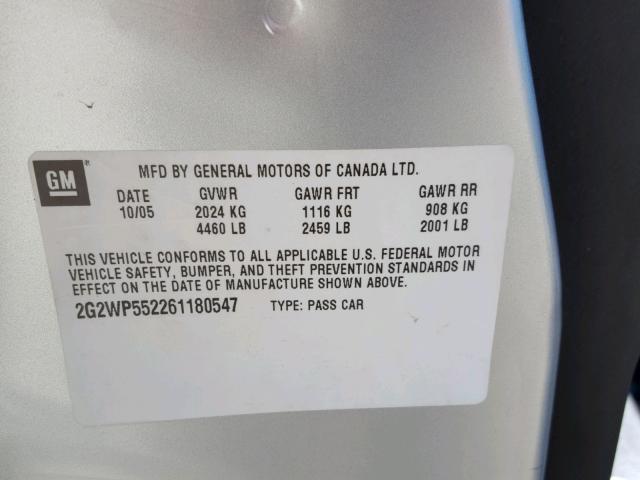 GM
MFD BY GENERAL MOTORS OF CANADA LTD.
DATE GVWR GAWR FRT GAWR RR
10/05 2024 KG 1116 KG 908 KG
4460 LB 2459 LB 2001 LB
THIS VEHICLE CONFORMS TO ALL APPLICABLE U.S. FEDERAL MOTOR
VEHICLE SAFETY, BUMPER, AND THEFT PREVENTION STANDARDS IN
EFFECT ON THE DATE OF MANUFACTURE SHOWN ABOVE.
2G2WP552261180547 TYPE: PASS CAR